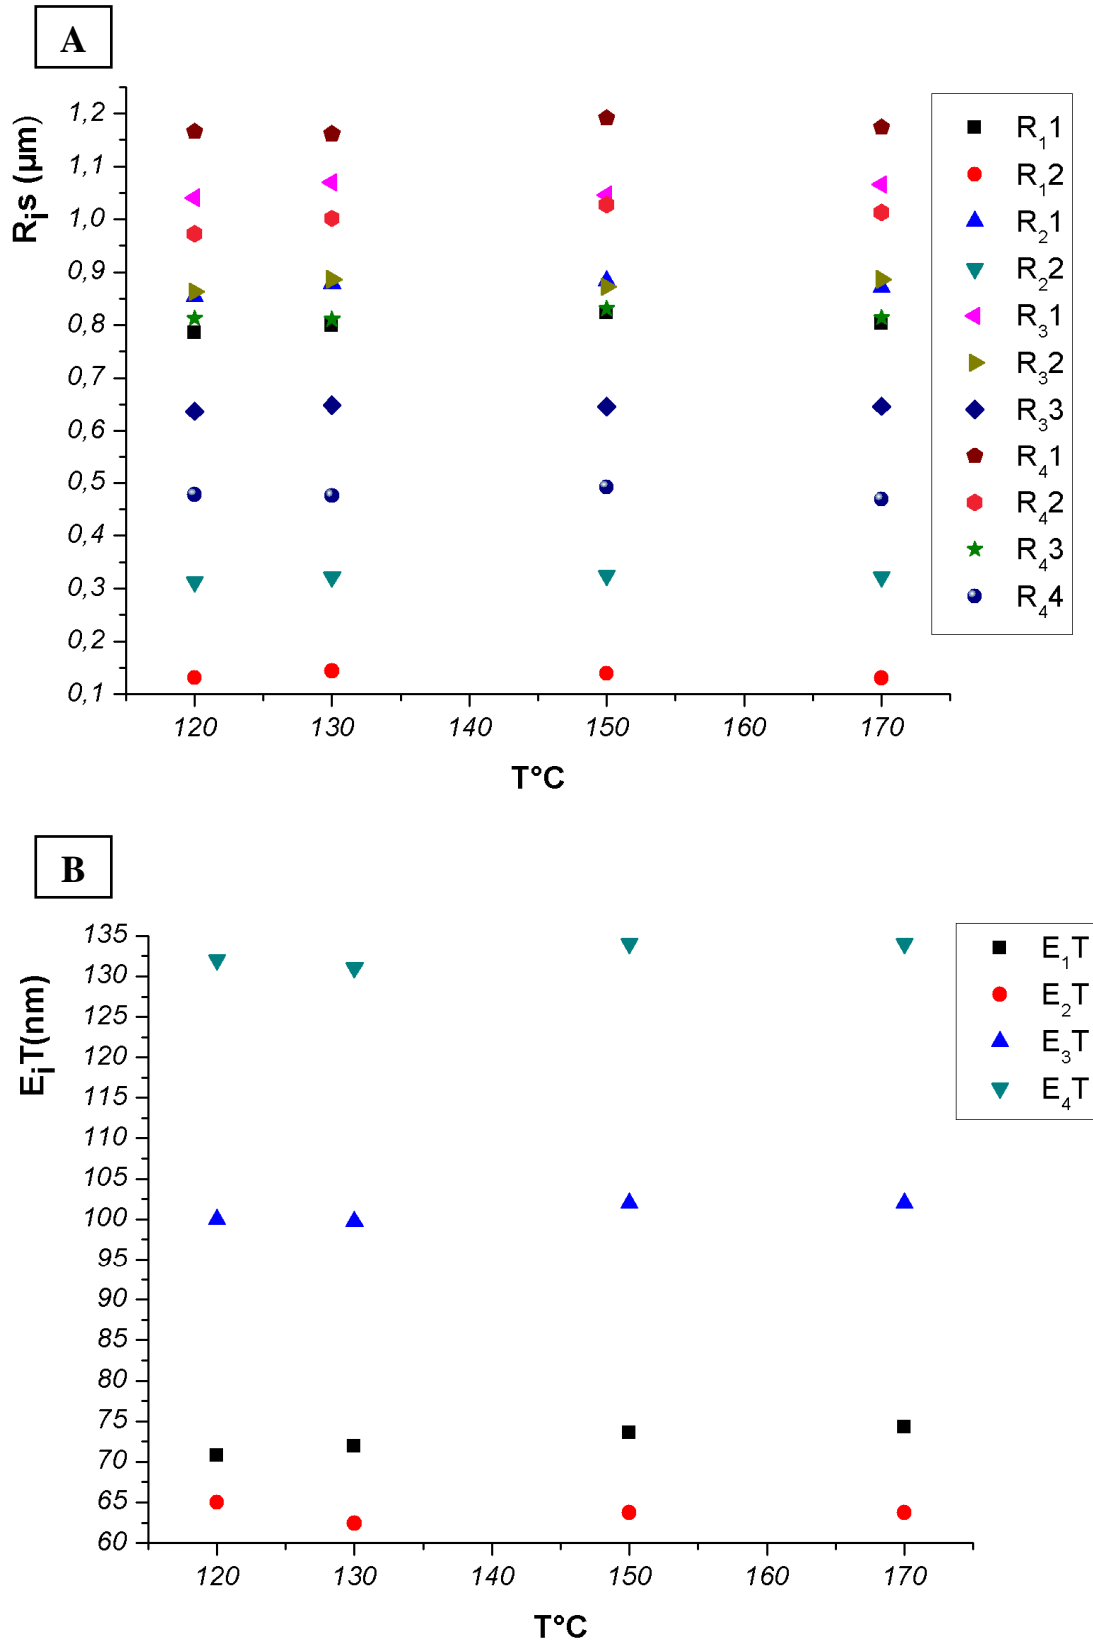 A
R₁1
R₁2
R₂1
R₂2
R₃1
R₃2
R₃3
R₄1
R₄2
R₄3
R₄4
1,2
1,1
1,0
0,9
0,8
0,7
0,6
0,5
0,4
0,3
0,2
0,1
Rᵢs (µm)
120 130 140 150 160 170
T°C
B
E₁T
E₂T
E₃T
E₄T
135
130
125
120
115
110
105
100
95
90
85
80
75
70
65
60
EᵢT(nm)
120 130 140 150 160 170
T°C